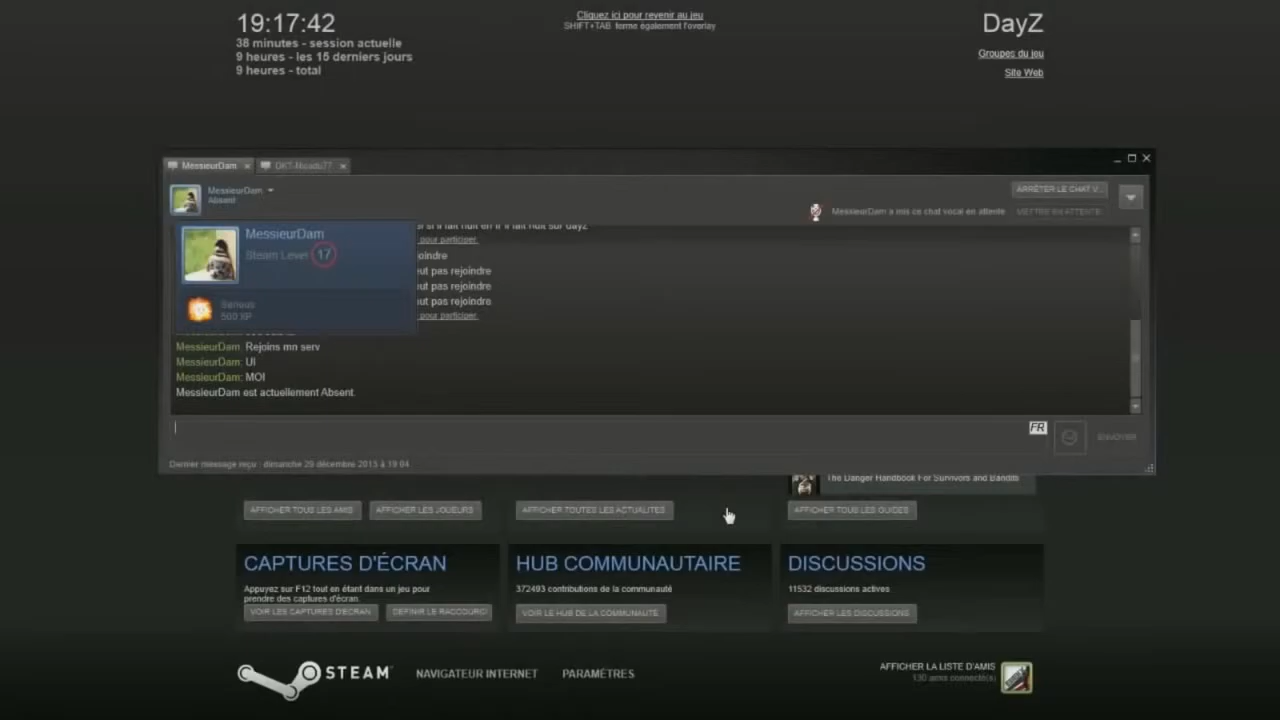 19:17:42
38 minutes - session actuelle
9 heures - les 15 derniers jours
9 heures - total
Cliquez ici pour revenir au jeu
SHIFT+TAB ferme également l'overlay
DayZ
Groupes du jeu
Site Web
MessieurDam
MessieurDam
Absent
ARRÊTER LE CHAT V...
MessieurDam a mis ce chat vocal en attente
METTRE EN ATTENTE
MessieurDam
Steam Level 17
Serious
500 XP
pour participer.
oindre
ut pas rejoindre
ut pas rejoindre
ut pas rejoindre
pour participer.
MessieurDam: Rejoins mn serv
MessieurDam: UI
MessieurDam: MOI
MessieurDam est actuellement Absent.
FR
ENVOYER
Dernier message reçu : dimanche 29 décembre 2013 à 19:04
The Danger Handbook For Survivors and Bandits
AFFICHER TOUS LES AMIS
AFFICHER LES JOUEURS
AFFICHER TOUTES LES ACTUALITÉS
AFFICHER TOUS LES GUIDES
CAPTURES D'ÉCRAN
Appuyez sur F12 tout en étant dans un jeu pour
prendre des captures d'écran.
VOIR LES CAPTURES D'ÉCRAN
DÉFINIR LE RACCOURCI
HUB COMMUNAUTAIRE
372493 contributions de la communauté
VOIR LE HUB DE LA COMMUNAUTÉ
DISCUSSIONS
11532 discussions actives
AFFICHER LES DISCUSSIONS
STEAM
NAVIGATEUR INTERNET
PARAMÈTRES
AFFICHER LA LISTE D'AMIS
130 amis connecté(s)